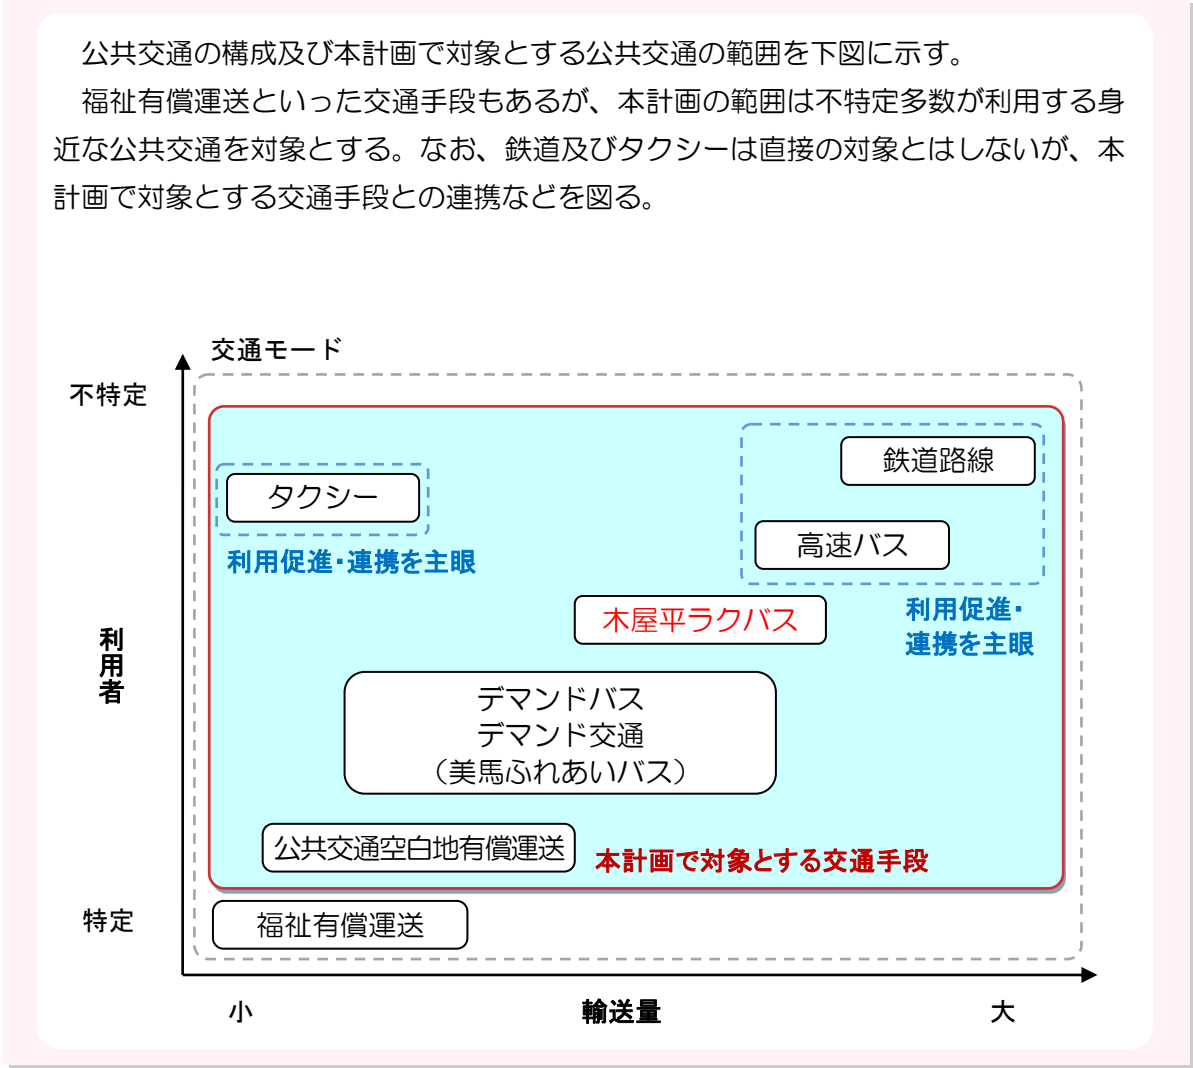 公共交通の構成及び本計画で対象とする公共交通の範囲を下図に示す。
福祉有償運送といった交通手段もあるが、本計画の範囲は不特定多数が利用する身
近な公共交通を対象とする。なお、鉄道及びタクシーは直接の対象とはしないが、本
計画で対象とする交通手段との連携などを図る。
交通モード
不特定
鉄道路線
タクシー
高速バス
利用促進・連携を主眼
利用促進・
連携を主眼
木屋平ラクバス
利用者
デマンドバス
デマンド交通
（美馬ふれあいバス）
公共交通空白地有償運送
本計画で対象とする交通手段
特定
福祉有償運送
小
輸送量
大